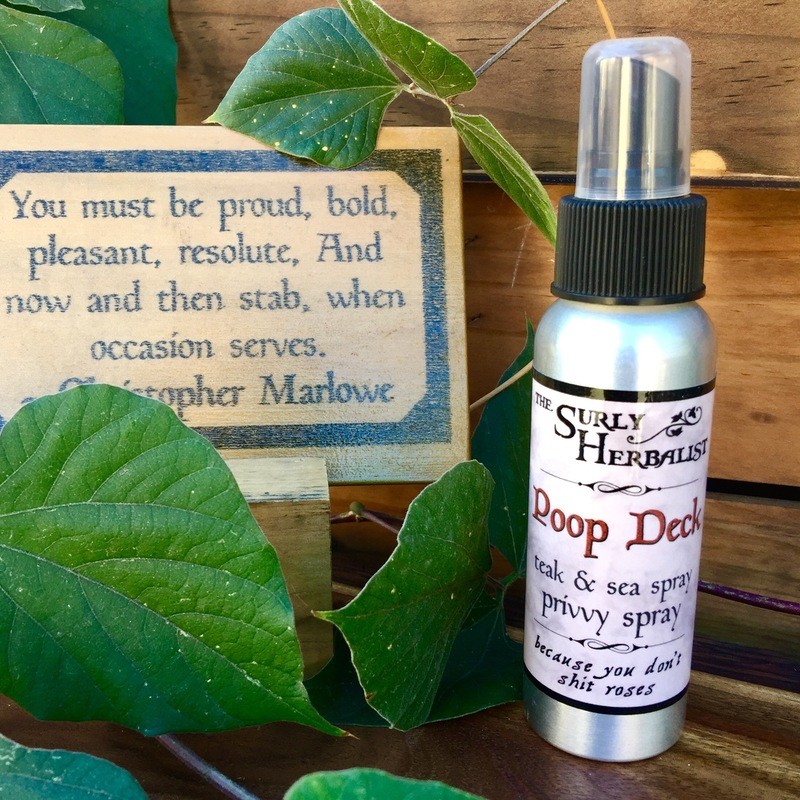 You must be proud, bold,
pleasant, resolute, And
now and then stab, when
occasion serves.
~ Christopher Marlowe
THE SURLY
HERBALIST
Poop Deck
teak & sea spray
privvy spray
because you don't
shit roses